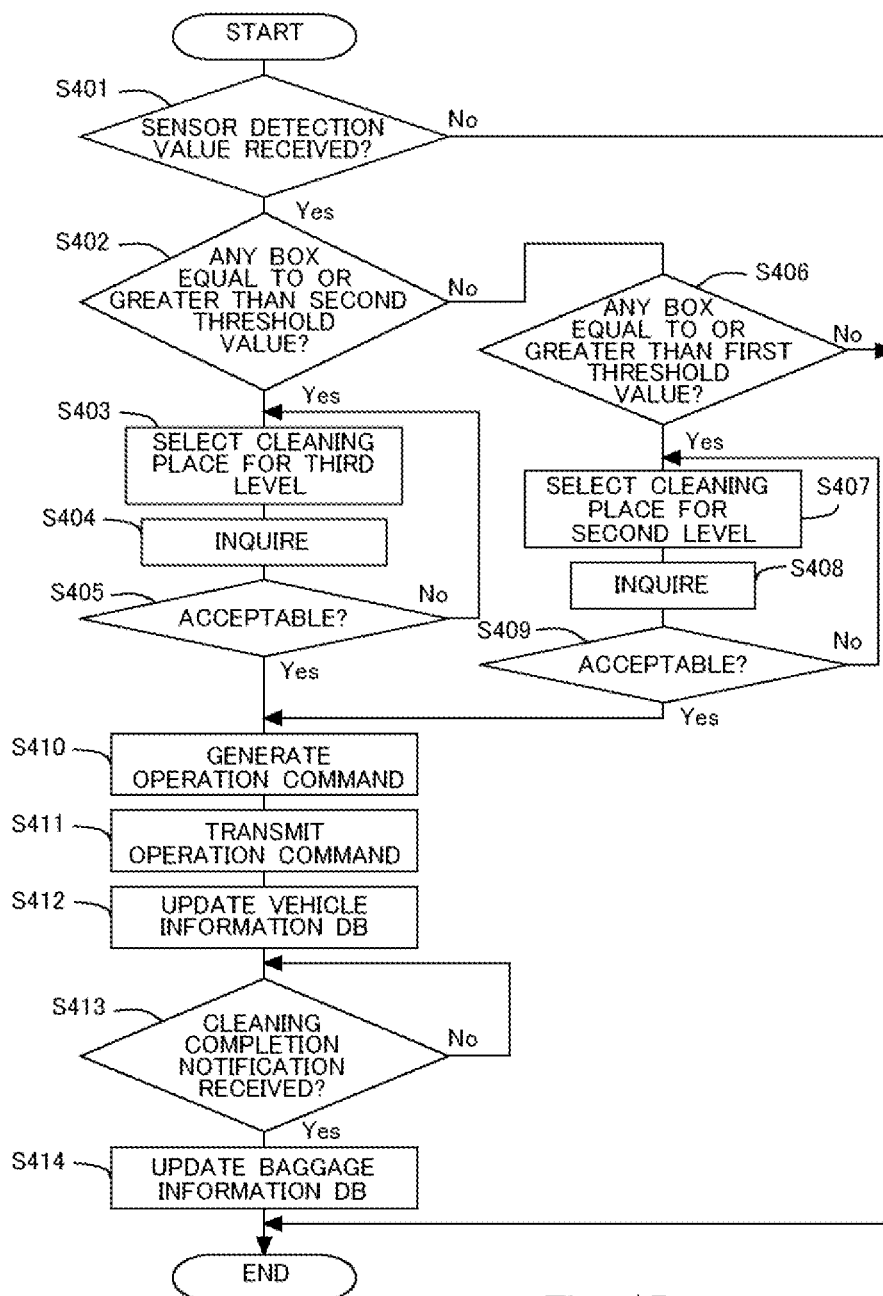 START
S401
SENSOR DETECTION
VALUE RECEIVED?
No
Yes
S402
ANY BOX
EQUAL TO OR
GREATER THAN SECOND
THRESHOLD
VALUE?
No
Yes
S406
ANY BOX
EQUAL TO OR
GREATER THAN FIRST
THRESHOLD
VALUE?
No
Yes
S403
SELECT CLEANING
PLACE FOR THIRD
LEVEL
S404
INQUIRE
S405
ACCEPTABLE?
No
Yes
SELECT CLEANING
PLACE FOR
SECOND LEVEL
S407
INQUIRE
S408
S409
ACCEPTABLE?
No
Yes
S410
GENERATE
OPERATION COMMAND
S411
TRANSMIT
OPERATION COMMAND
S412
UPDATE VEHICLE
INFORMATION DB
S413
CLEANING
COMPLETION
NOTIFICATION
RECEIVED?
No
Yes
S414
UPDATE BAGGAGE
INFORMATION DB
END